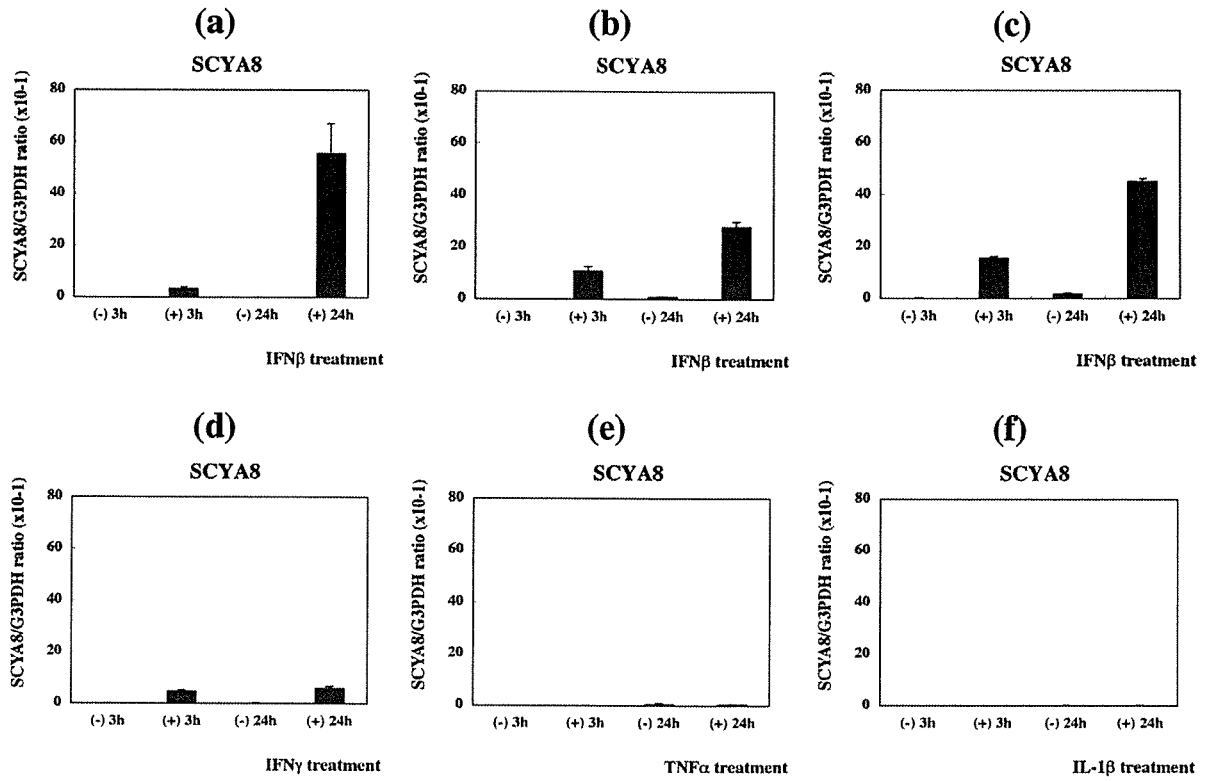 (a)
SCYA8
SCYA8/G3PDH ratio (x10-1)
80
60
40
20
0
(-) 3h (+) 3h (-) 24h (+) 24h
IFNβ treatment
(b)
SCYA8
SCYA8/G3PDH ratio (x10-1)
80
60
40
20
0
(-) 3h (+) 3h (-) 24h (+) 24h
IFNβ treatment
(c)
SCYA8
SCYA8/G3PDH ratio (x10-1)
80
60
40
20
0
(-) 3h (+) 3h (-) 24h (+) 24h
IFNβ treatment
(d)
SCYA8
SCYA8/G3PDH ratio (x10-1)
80
60
40
20
0
(-) 3h (+) 3h (-) 24h (+) 24h
IFNγ treatment
(e)
SCYA8
SCYA8/G3PDH ratio (x10-1)
80
60
40
20
0
(-) 3h (+) 3h (-) 24h (+) 24h
TNFα treatment
(f)
SCYA8
SCYA8/G3PDH ratio (x10-1)
80
60
40
20
0
(-) 3h (+) 3h (-) 24h (+) 24h
IL-1β treatment